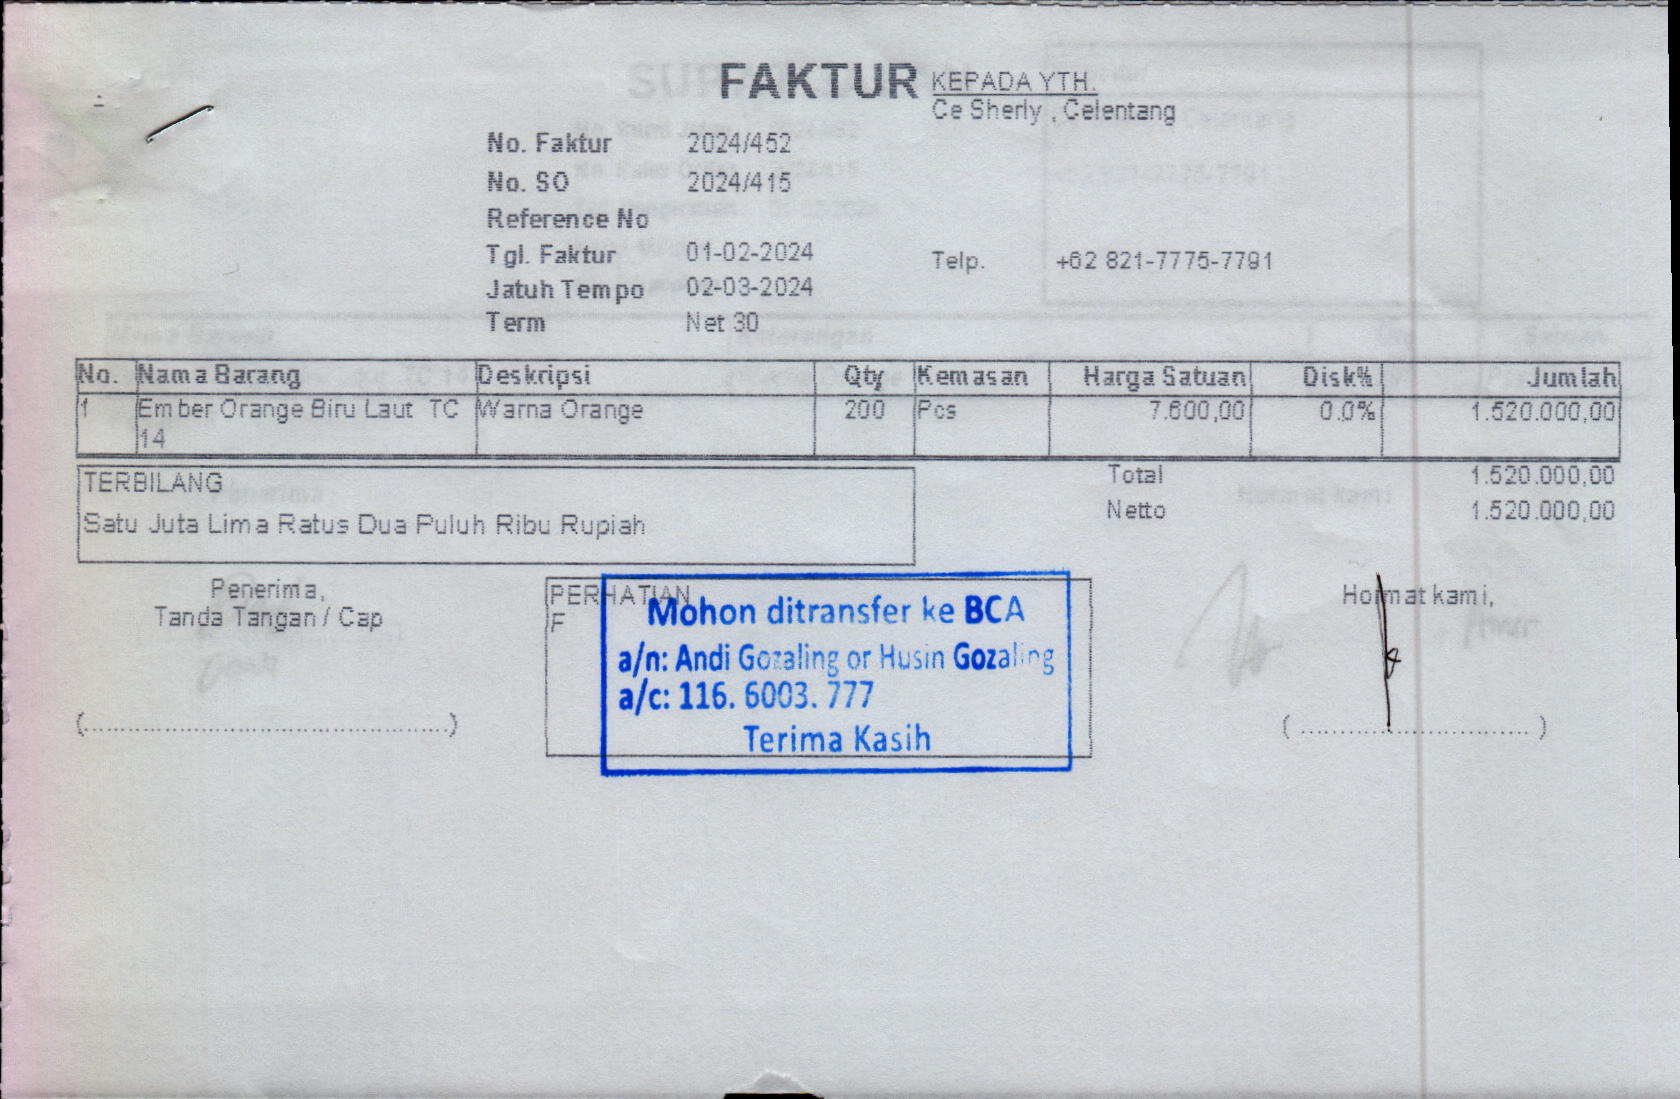 FAKTUR
KEPADA YTH.
Ce Sherly , Celentang
No. Faktur 2024/452
No. SO 2024/415
Reference No
Tgl. Faktur 01-02-2024
Telp. +62 821-7775-7791
Jatuh Tempo 02-03-2024
Term Net 30
No. Nama Barang Deskripsi Qty Kemasan Harga Satuan Disk% Jumlah
1 Ember Orange Biru Laut TC 14 Warna Orange 200 Pcs 7.600,00 0.0% 1.520.000,00
TERBILANG
Satu Juta Lima Ratus Dua Puluh Ribu Rupiah
Total 1.520.000,00
Netto 1.520.000,00
Penerima,
Tanda Tangan / Cap
(................................................)
PERHATIAN
F
Mohon ditransfer ke BCA
a/n: Andi Gozaling or Husin Gozaling
a/c: 116. 6003. 777
Terima Kasih
Hormat kami,
( .............................. )